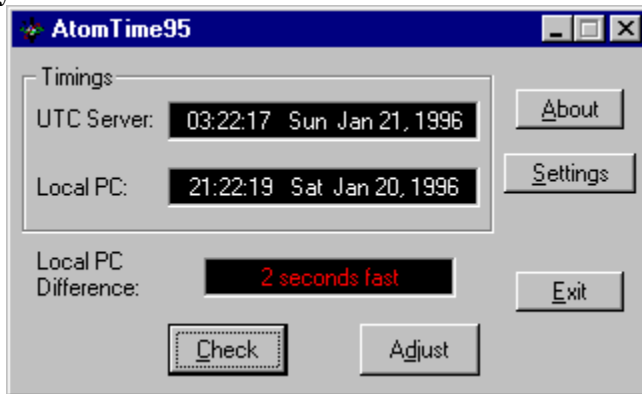 y
AtomTime95
Timings
UTC Server: 03:22:17 Sun Jan 21, 1996
About
Local PC: 21:22:19 Sat Jan 20, 1996
Settings
Local PC
Difference: 2 seconds fast
Exit
Check Adjust